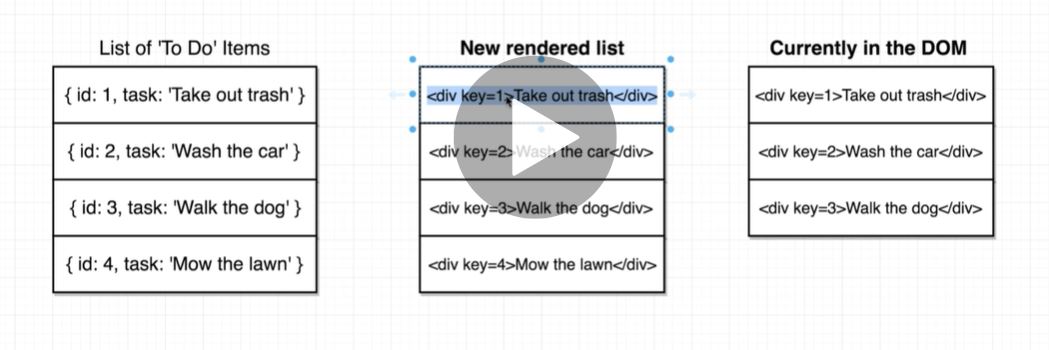 List of 'To Do' Items
{ id: 1, task: 'Take out trash' }
{ id: 2, task: 'Wash the car' }
{ id: 3, task: 'Walk the dog' }
{ id: 4, task: 'Mow the lawn' }
New rendered list
<div key=1>Take out trash</div>
<div key=2>Wash the car</div>
<div key=3>Walk the dog</div>
<div key=4>Mow the lawn</div>
Currently in the DOM
<div key=1>Take out trash</div>
<div key=2>Wash the car</div>
<div key=3>Walk the dog</div>